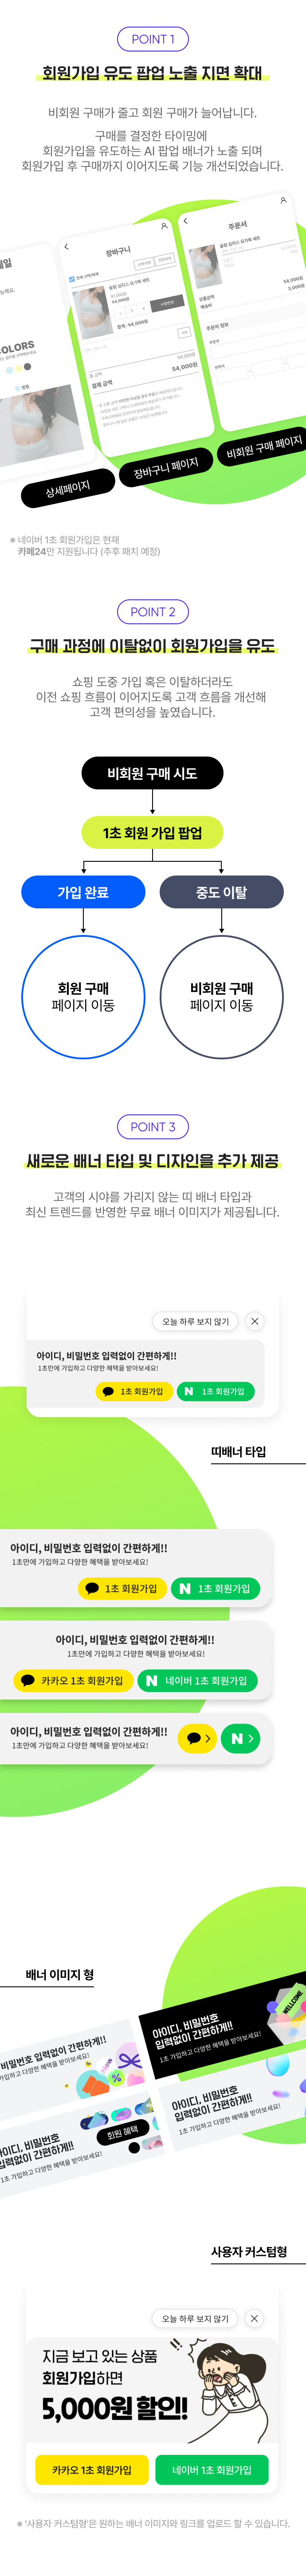 POINT 1
회원가입 유도 팝업 노출 지면 확대
비회원 구매가 줄고 회원 구매가 늘어납니다.
구매를 결정한 타이밍에
회원가입을 유도하는 AI 팝업 배너가 노출 되며
회원가입 후 구매까지 이어지도록 기능 개선되었습니다.
주문서
장바구니
COLORS
54,000원
결제 금액
54,000원
주문자 정보
상세페이지
장바구니 페이지
비회원 구매 페이지
※ 네이버 1초 회원가입은 현재
카페24만 지원됩니다 (추후 패치 예정)
POINT 2
구매 과정에 이탈없이 회원가입을 유도
쇼핑 도중 가입 혹은 이탈하더라도
이전 쇼핑 흐름이 이어지도록 고객 흐름을 개선해
고객 편의성을 높였습니다.
비회원 구매 시도
1초 회원 가입 팝업
가입 완료
중도 이탈
회원 구매
페이지 이동
비회원 구매
페이지 이동
POINT 3
새로운 배너 타입 및 디자인을 추가 제공
고객의 시야를 가리지 않는 띠 배너 타입과
최신 트렌드를 반영한 무료 배너 이미지가 제공됩니다.
오늘 하루 보지 않기
아이디, 비밀번호 입력없이 간편하게!!
1초만에 가입하고 다양한 혜택을 받아보세요!
1초 회원가입
N 1초 회원가입
띠배너 타입
아이디, 비밀번호 입력없이 간편하게!!
1초만에 가입하고 다양한 혜택을 받아보세요!
1초 회원가입
N 1초 회원가입
아이디, 비밀번호 입력없이 간편하게!!
1초만에 가입하고 다양한 혜택을 받아보세요!
카카오 1초 회원가입
N 네이버 1초 회원가입
아이디, 비밀번호 입력없이 간편하게!!
1초만에 가입하고 다양한 혜택을 받아보세요!
N
배너 이미지 형
비밀번호 입력없이 간편하게!!
가입하고 다양한 혜택을 받아보세요!
%
아이디, 비밀번호
입력없이 간편하게!!
1초 가입하고 다양한 혜택을 받아보세요!
WELLCOME
아이디, 비밀번호
입력없이 간편하게!!
1초 가입하고 다양한 혜택을 받아보세요!
회원 혜택
아이디, 비밀번호
입력없이 간편하게!!
1초 가입하고 다양한 혜택을 받아보세요!
사용자 커스텀형
오늘 하루 보지 않기
지금 보고 있는 상품
회원가입하면
5,000원 할인!
카카오 1초 회원가입
네이버 1초 회원가입
※ '사용자 커스텀형'은 원하는 배너 이미지와 링크를 업로드 할 수 있습니다.